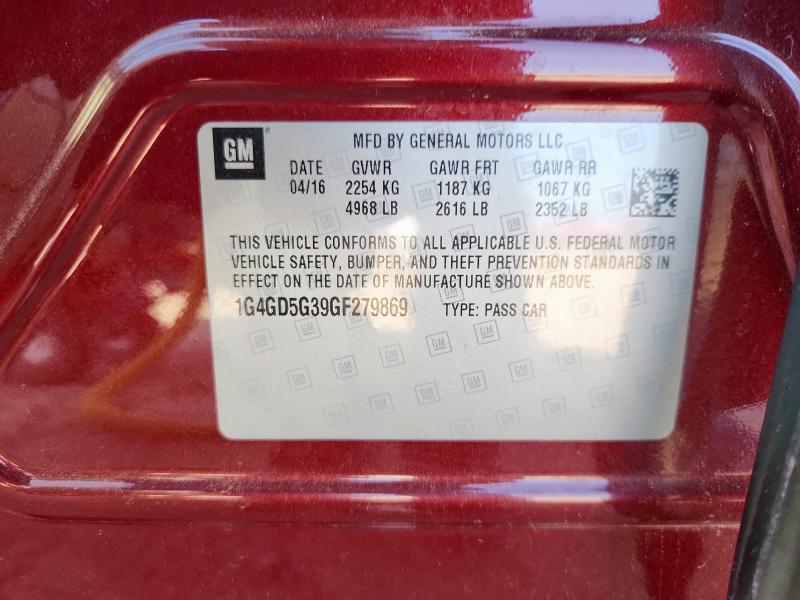 GM
MFD BY GENERAL MOTORS LLC
DATE GVWR GAWR FRT GAWR RR
04/16 2254 KG 1187 KG 1067 KG
4968 LB 2616 LB 2352 LB
THIS VEHICLE CONFORMS TO ALL APPLICABLE U.S. FEDERAL MOTOR
VEHICLE SAFETY, BUMPER, AND THEFT PREVENTION STANDARDS IN
EFFECT ON THE DATE OF MANUFACTURE SHOWN ABOVE.
1G4GD5G39GF279869 TYPE: PASS CAR